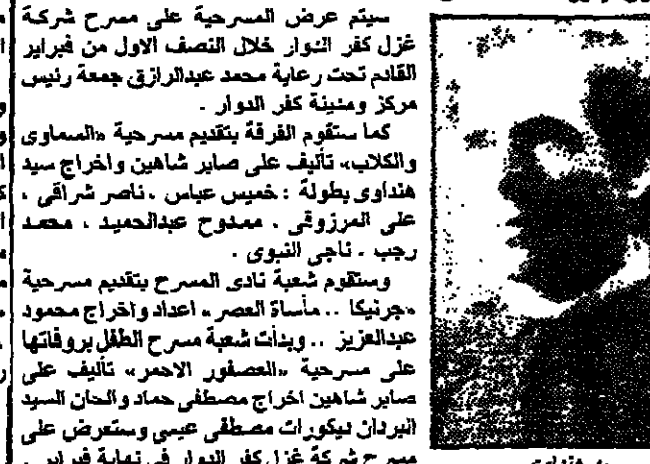 سيتم عرض المسرحية على مسرح شركة
غزل كفر الدوار خلال النصف الاول من فبراير
القادم تحت رعاية محمد عبدالرازق جمعة رئيس
مركز ومدينة كفر الدوار .
كما ستقوم الفرقة بتقديم مسرحية «السماوى
والكلاب» تأليف على صابر شاهين واخراج سيد
هنداوى بطولة : خميس عباس ، ناصر شراقى ،
على المرزوقى . ممدوح عبدالحميد ، محمد
رجب . ناجى النبوى .
وستقوم شعبة نادى المسرح بتقديم مسرحية
«جرنيكا .. مأساة العصر» اعداد واخراج محمود
عبدالعزيز .. وبدأت شعبة مسرح الطفل بروفاتها
على مسرحية «العصفور الاحمر» تأليف على
صابر شاهين اخراج مصطفى حماد والحان السيد
البردان ديكورات مصطفى عيسى وستعرض على
مسرح شركة غزل كفر الدوار فى نهاية فبراير .